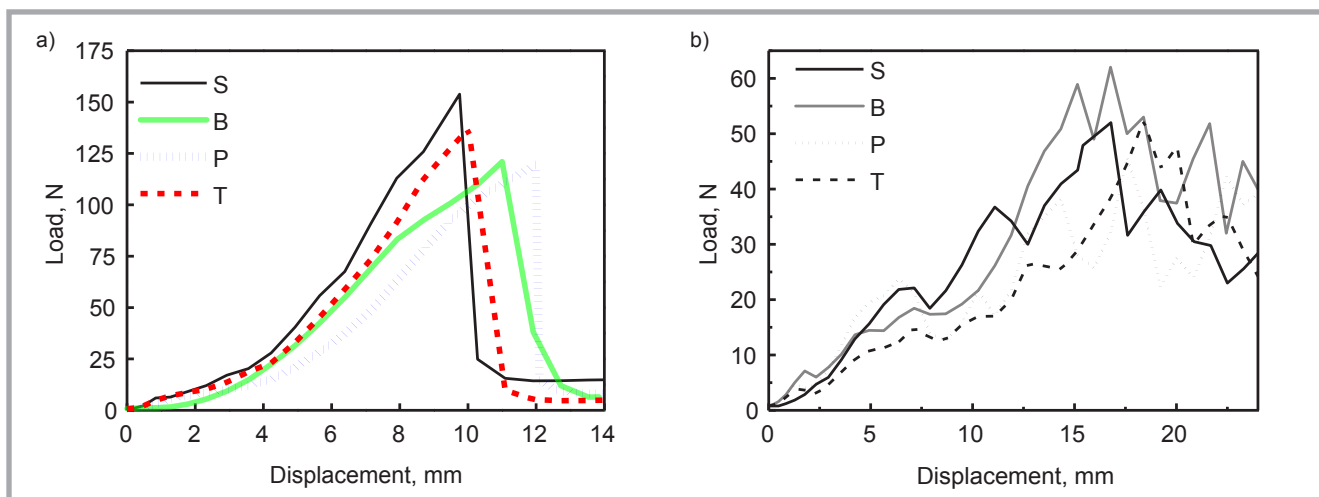 a)
175
150
125
100
75
50
25
0
Load, N
S
B
P
T
0 2 4 6 8 10 12 14
Displacement, mm
b)
60
50
40
30
20
10
0
Load, N
S
B
P
T
0 5 10 15 20
Displacement, mm